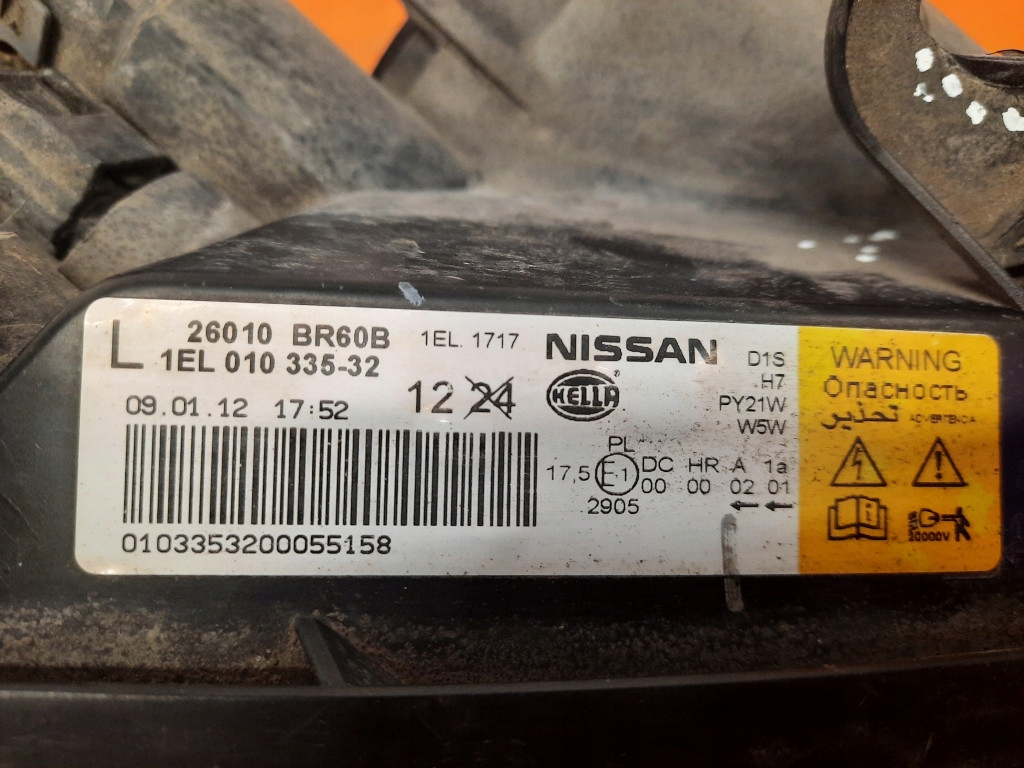 L
26010 BR60B
1EL 010 335-32
1EL. 1717
NISSAN
HELLA
®
09.01.12 17:52
12 24
D1S
H7
PY21W
W5W
PL
17,5 E1 DC HR A 1a
00 00 02 01
2905
0103353200055158
WARNING
Опасность
تحذير ADVERTENCIA
20000V